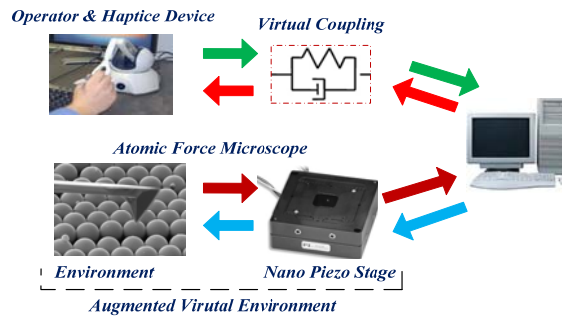 Operator & Haptice Device
Virtual Coupling
Atomic Force Microscope
Environment
Nano Piezo Stage
Augmented Virutal Environment